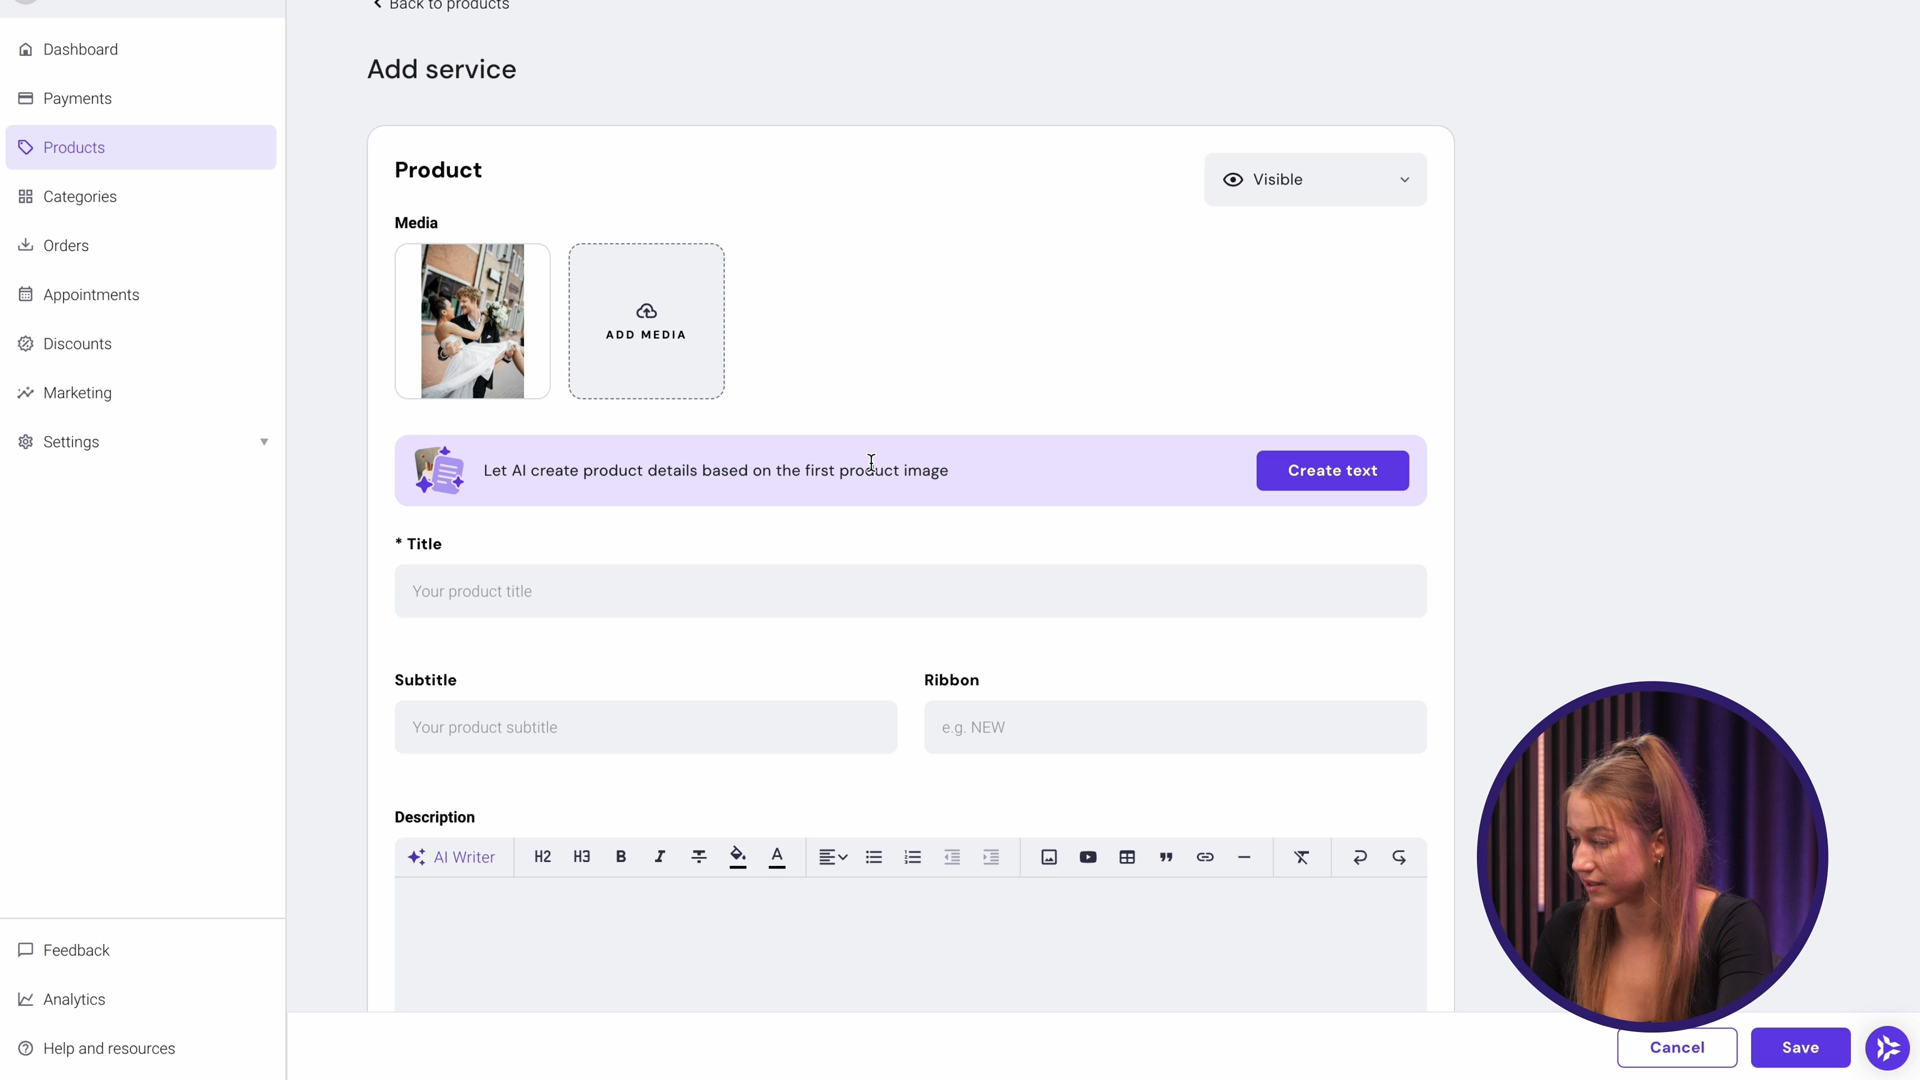 Back to products
Dashboard
Payments
Products
Categories
Orders
Appointments
Discounts
Marketing
Settings
Feedback
Analytics
Help and resources
Add service
Product
Visible
Media
ADD MEDIA
Let AI create product details based on the first product image
Create text
* Title
Your product title
Subtitle
Ribbon
Your product subtitle
e.g. NEW
Description
AI Writer
H2
H3
B
I
A
Cancel
Save